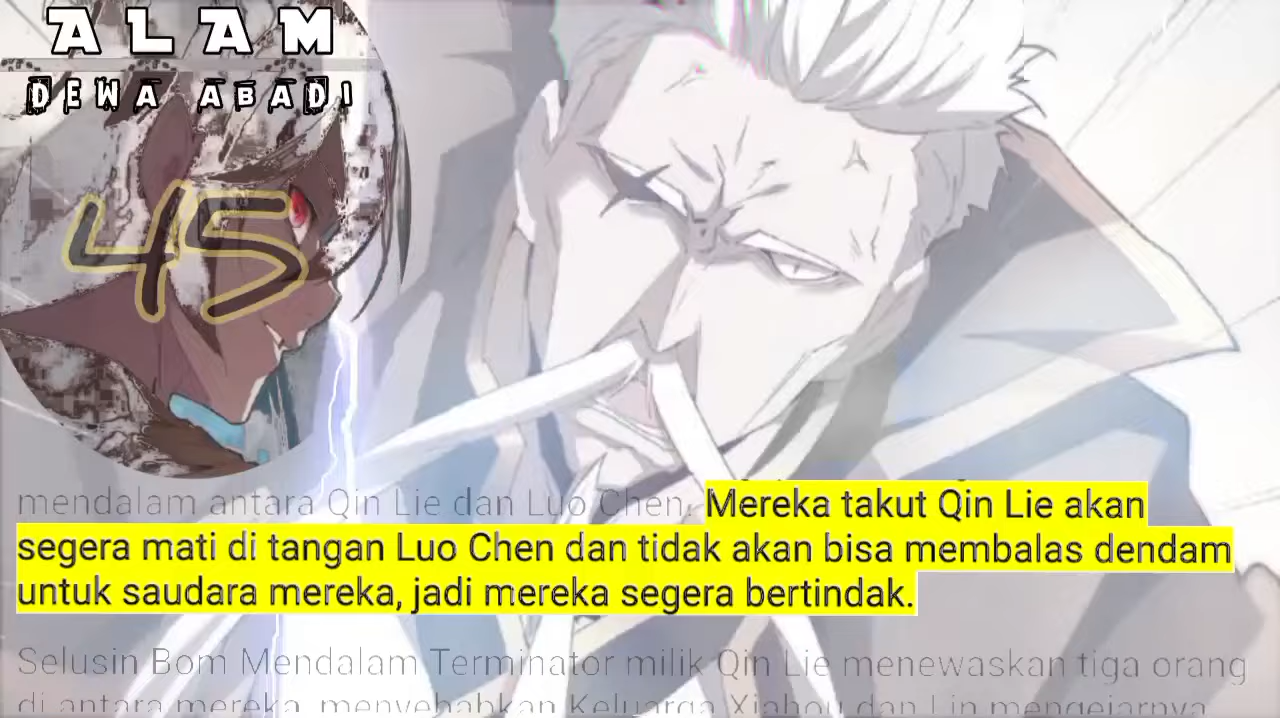 ALAM
DEWA ABADI
45
mendalam antara Qin Lie dan Luo Chen. Mereka takut Qin Lie akan
segera mati di tangan Luo Chen dan tidak akan bisa membalas dendam
untuk saudara mereka, jadi mereka segera bertindak.
Selusin Bom Mendalam Terminator milik Qin Lie menewaskan tiga orang
di antara mereka, menyebabkan Keluarga Xiahou dan Lin mengejarnya